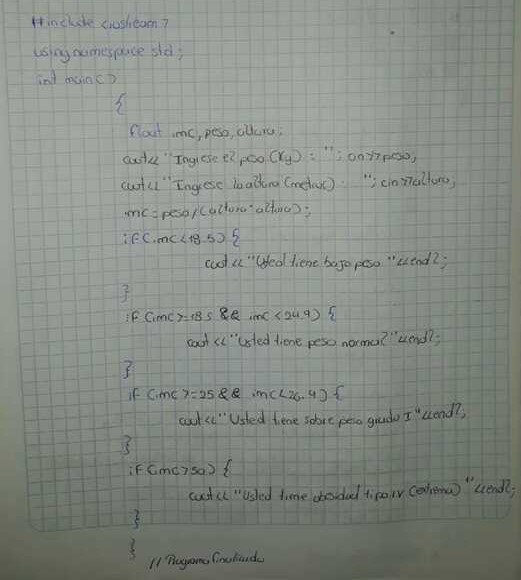 #include <iostream>
using namespace std;
int main()
{
float imc, peso, altura;
cout<<"Ingrese el peso (Kg) : "; cin>>peso;
cout<<"Ingrese la altura (metros) : "; cin>>altura;
imc = peso/(altura*altura);
if (imc<18.5) {
cout<<"Usted tiene bajo peso "<<endl;
}
if (imc>=18.5 && imc <24.9) {
cout <<"Usted tiene peso normal "<<endl;
}
if (imc>=25 && imc<26.9) {
cout<<"Usted tiene sobre peso grado I "<<endl;
}
if (imc>50) {
cout<< "Usted tiene obesidad tipo IV (extrema) "<<endl;
}
}
//Programa finalizado